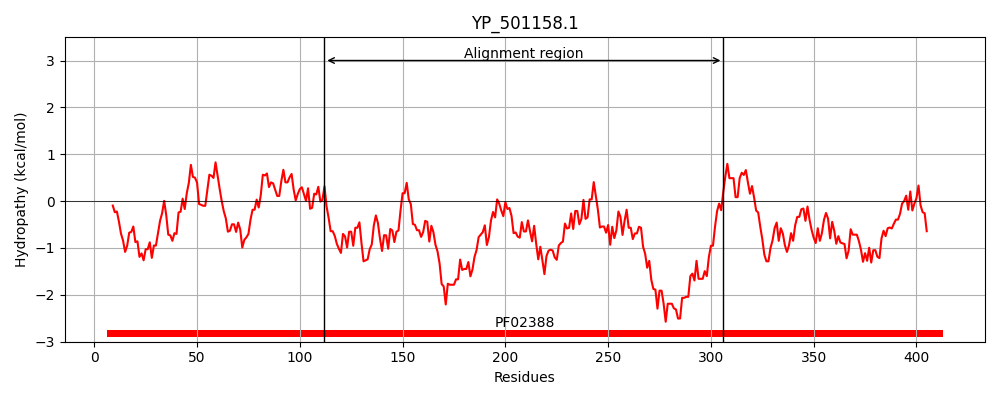 YP_501158.1
Alignment region
Hydropathy (kcal/mol)
3
2
1
0
−1
−2
−3
PF02388
0 50 100 150 200 250 300 350 400
Residues